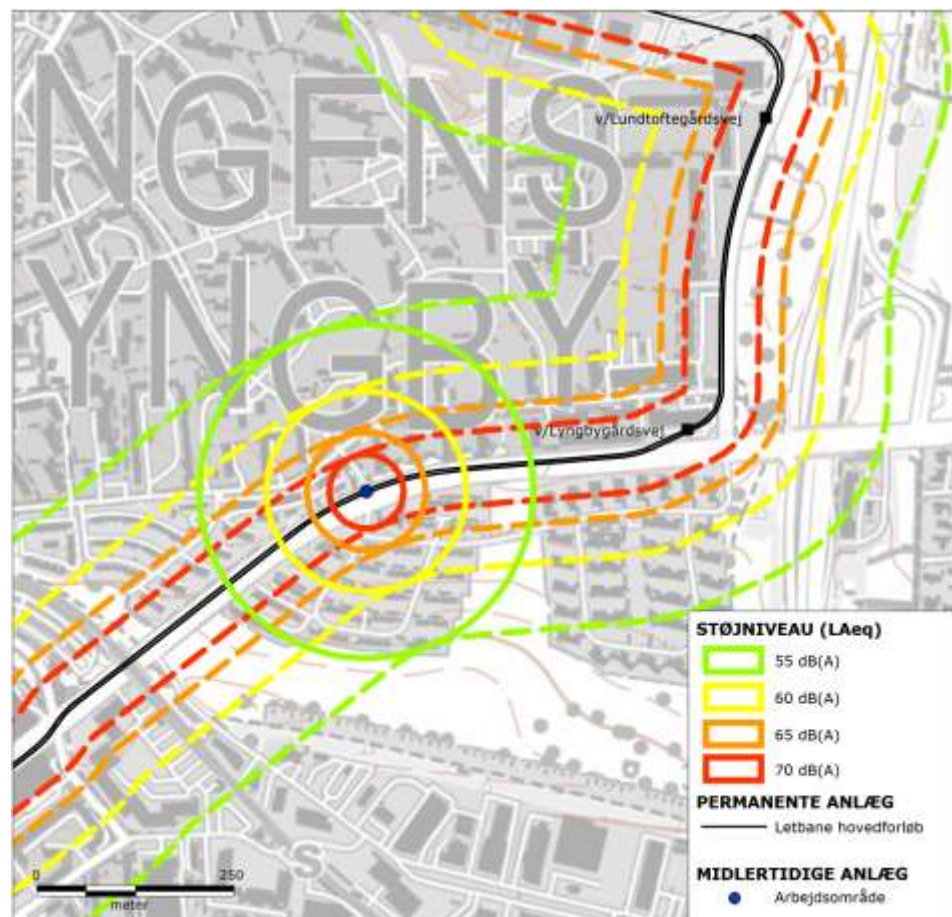 NGENS
YNGBY
v/Lundtoftegårdsvej
v/Lyngbygårdsvej
S
0 250
meter
STØJNIVEAU (LAeq)
55 dB(A)
60 dB(A)
65 dB(A)
70 dB(A)
PERMANENTE ANLÆG
Letbane hovedforløb
MIDLERTIDIGE ANLÆG
Arbejdsområde